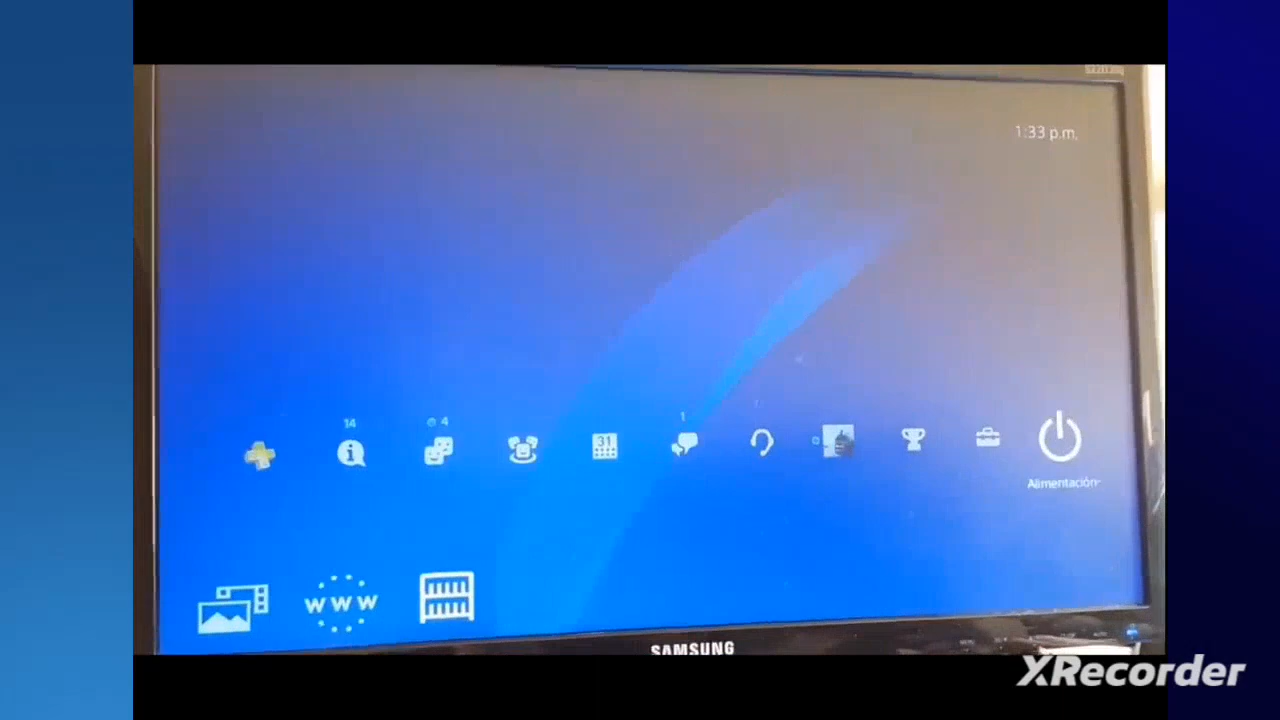 1:33 p.m.
14
4
1
31
Alimentación
WWW
SAMSUNG
XRecorder